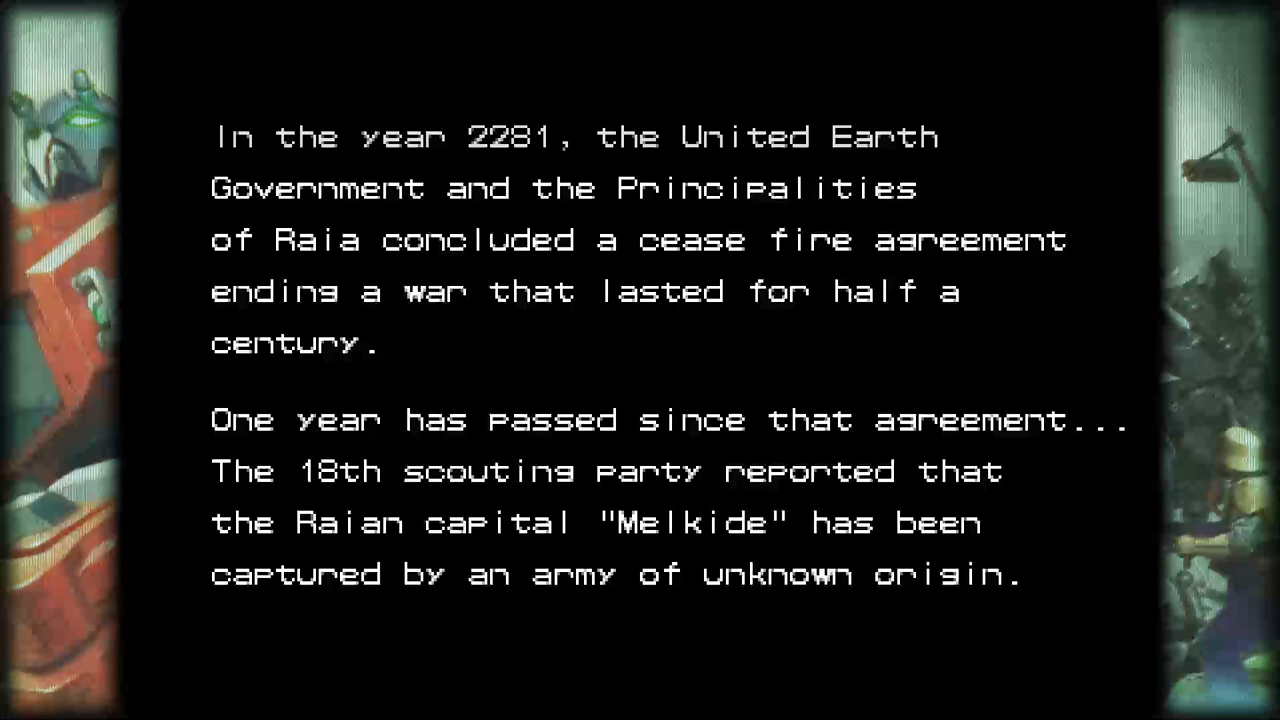 In the year 2281, the United Earth
Government and the Principalities
of Raia concluded a cease fire agreement
ending a war that lasted for half a
century.
One year has passed since that agreement...
The 18th scouting party reported that
the Raian capital "Melkide" has been
captured by an army of unknown origin.